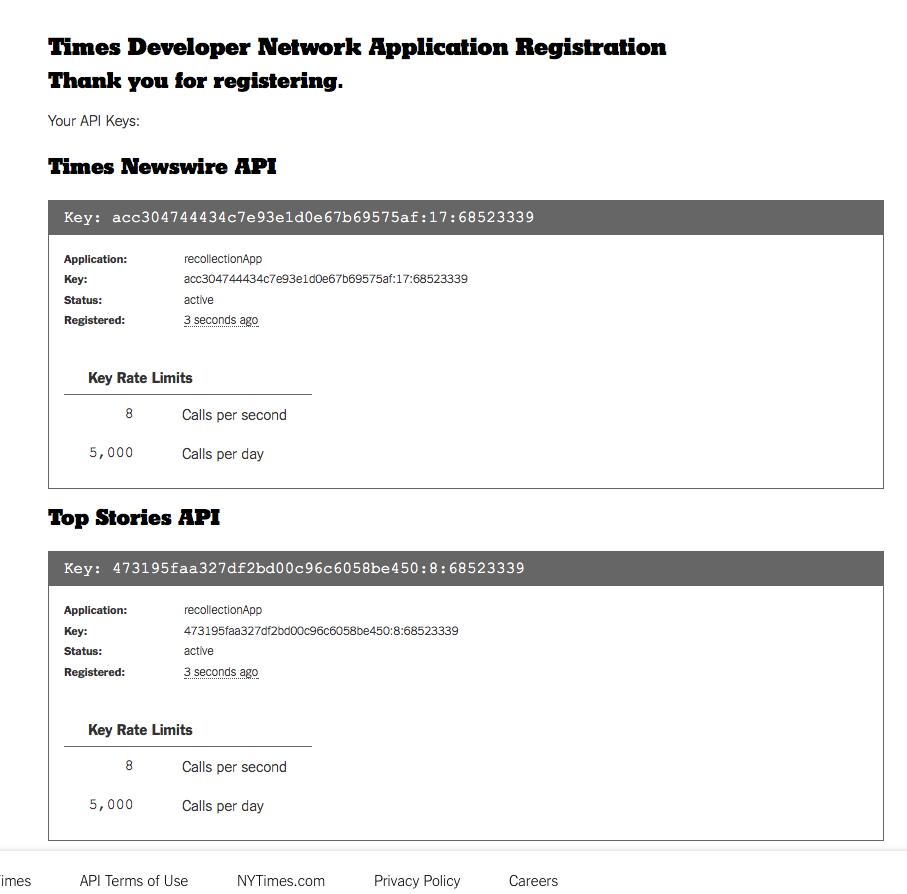 Times Developer Network Application Registration
Thank you for registering.
Your API Keys:
Times Newswire API
Key: acc304744434c7e93e1d0e67b69575af:17:68523339
Application: recollectionApp
Key: acc304744434c7e93e1d0e67b69575af:17:68523339
Status: active
Registered: 3 seconds ago
Key Rate Limits
8 Calls per second
5,000 Calls per day
Top Stories API
Key: 473195faa327df2bd00c96c6058be450:8:68523339
Application: recollectionApp
Key: 473195faa327df2bd00c96c6058be450:8:68523339
Status: active
Registered: 3 seconds ago
Key Rate Limits
8 Calls per second
5,000 Calls per day
imes API Terms of Use NYTimes.com Privacy Policy Careers